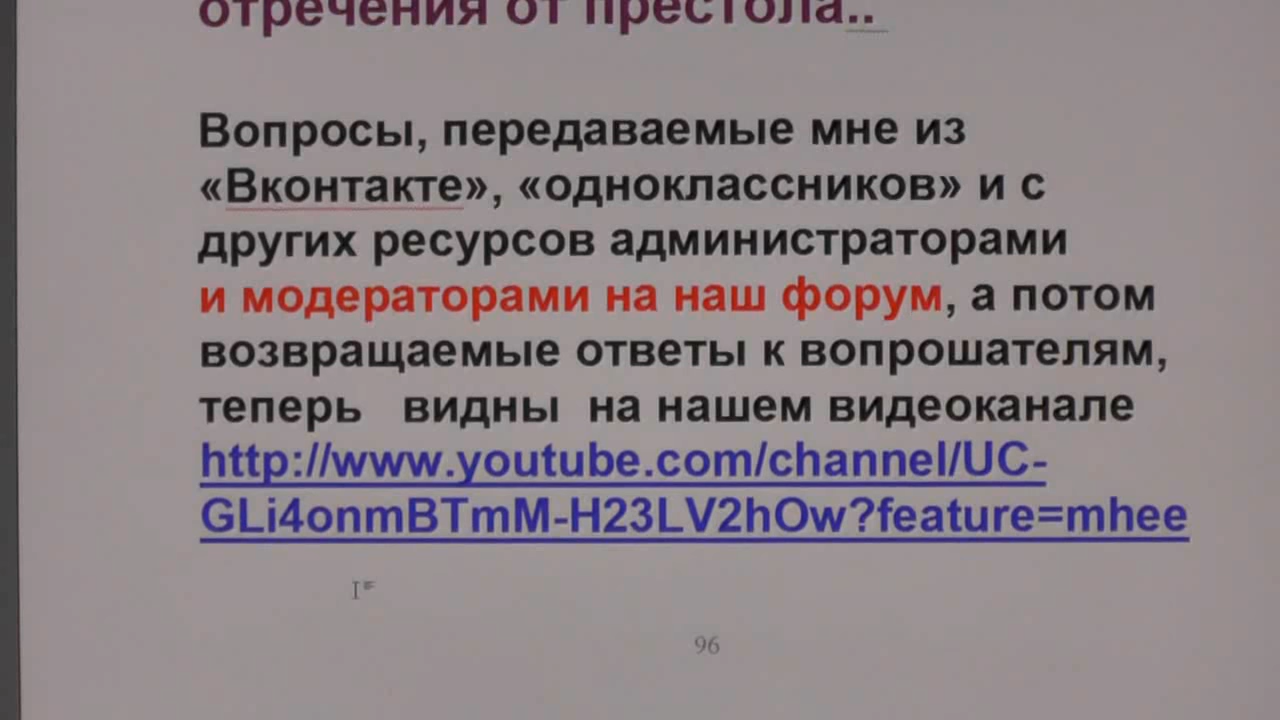 отречения от престола..
Вопросы, передаваемые мне из
«Вконтакте», «одноклассников» и с
других ресурсов администраторами
и модераторами на наш форум, а потом
возвращаемые ответы к вопрошателям,
теперь видны на нашем видеоканале
http://www.youtube.com/channel/UC-
GLi4onmBTmM-H23LV2hOw?feature=mhee
96